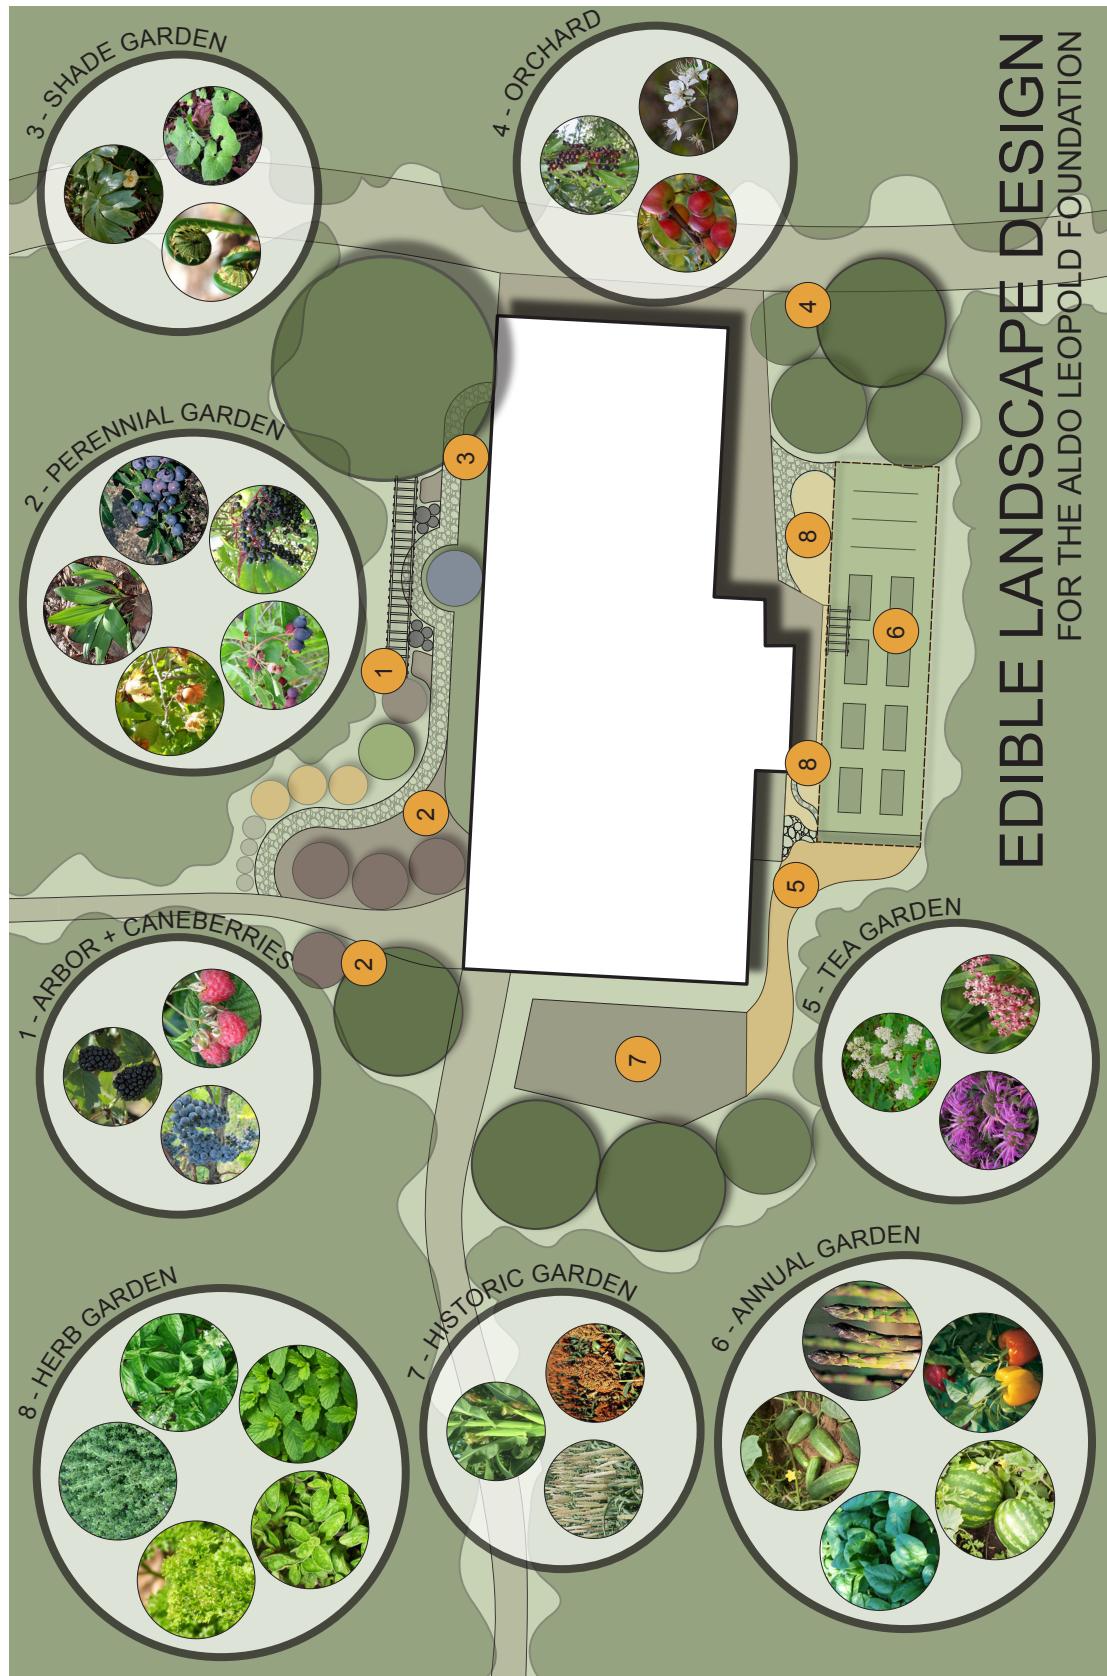 EDIBLE LANDSCAPE DESIGN
FOR THE ALDO LEOPOLD FOUNDATION
8 - HERB GARDEN
1 - ARBOR + CANEBERRIES
2 - PERENNIAL GARDEN
3 - SHADE GARDEN
7 - HISTORIC GARDEN
4 - ORCHARD
6 - ANNUAL GARDEN
5 - TEA GARDEN
2
2
1
3
7
5
8
8
4
6